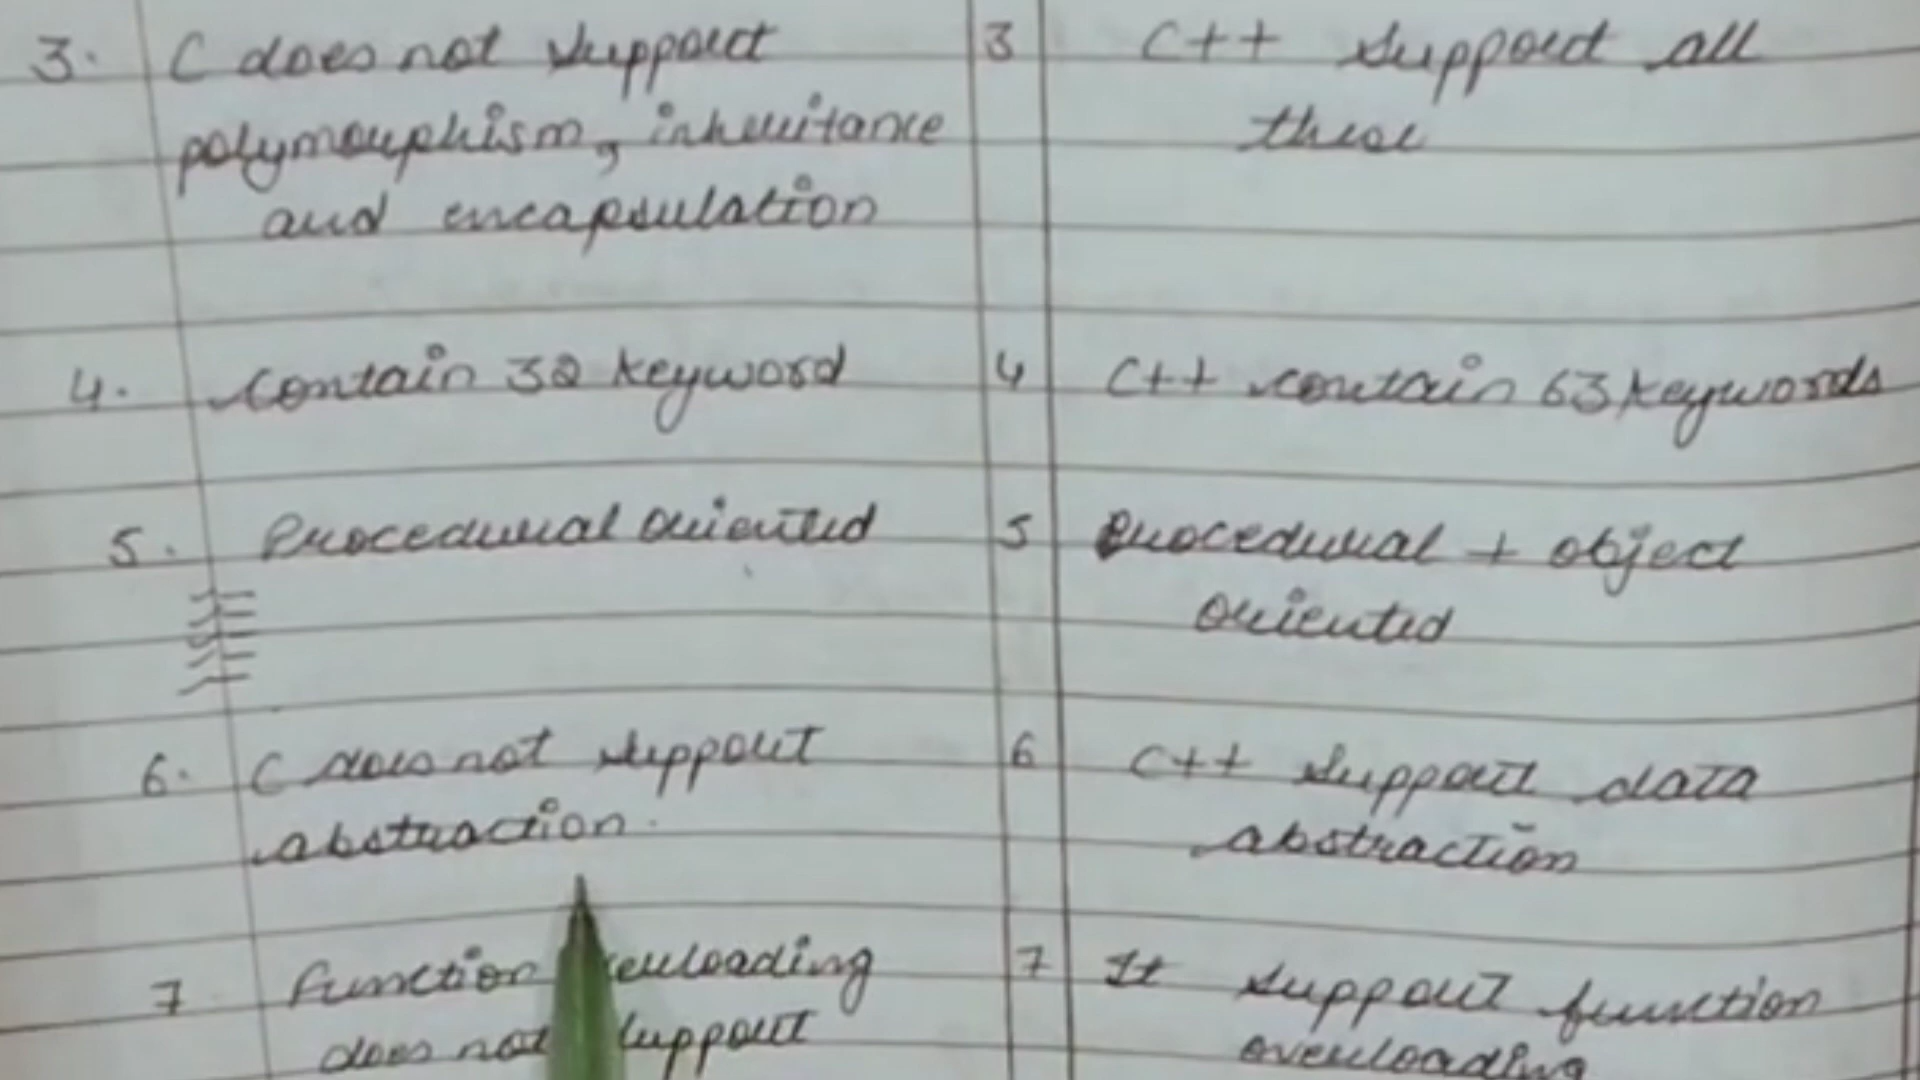 3. C does not support
polymorphism, inheritance
and encapsulation
3 C++ support all
these
4. contain 32 keyword
4 C++ contain 63 keywords
5. Procedural oriented
5 Procedural + object
oriented
6. C does not support
abstraction.
6 C++ support data
abstraction
7 function
does not support
7 It support function
overloading